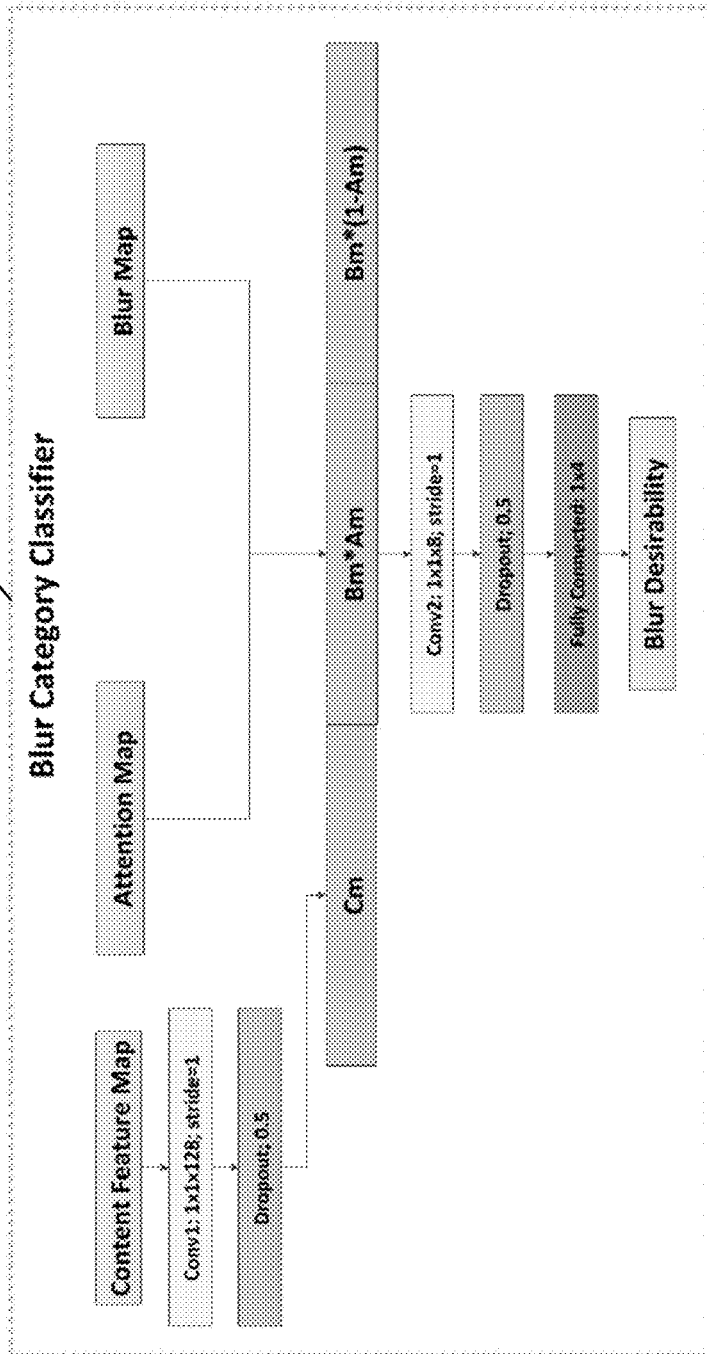 Blur Category Classifier
Content Feature Map
Attention Map
Blur Map
Conv1: 1x1x128; stride=1
Dropout; 0.5
Cm
Bm*Am
Bm*(1-Am)
Conv2: 1x1x8; stride=1
Dropout; 0.5
Fully Connected: 1x4
Blur Desirability